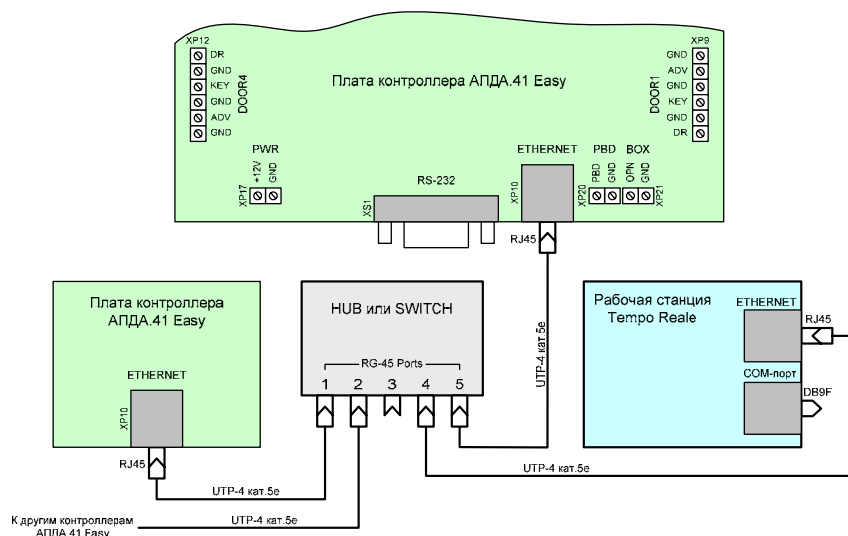 XP12
DR
GND
KEY
GND
ADV
GND
DOOR4
Плата контроллера АПДА.41 Easy
XP9
GND
ADV
GND
KEY
GND
DR
DOOR1
PWR
+12V
GND
XP17
RS-232
XS1
ETHERNET
XP10
RJ45
PBD
BOX
XP20
PBD
GND
OPN
GND
XP21
Плата контроллера
АПДА.41 Easy
ETHERNET
XP10
RJ45
HUB или SWITCH
RG-45 Ports
1 2 3 4 5
UTP-4 кат.5е
Рабочая станция
Tempo Reale
ETHERNET
RJ45
COM-порт
DB9F
UTP-4 кат.5е
UTP-4 кат.5е
К другим контроллерам
АПДА.41 Easy
UTP-4 кат.5е